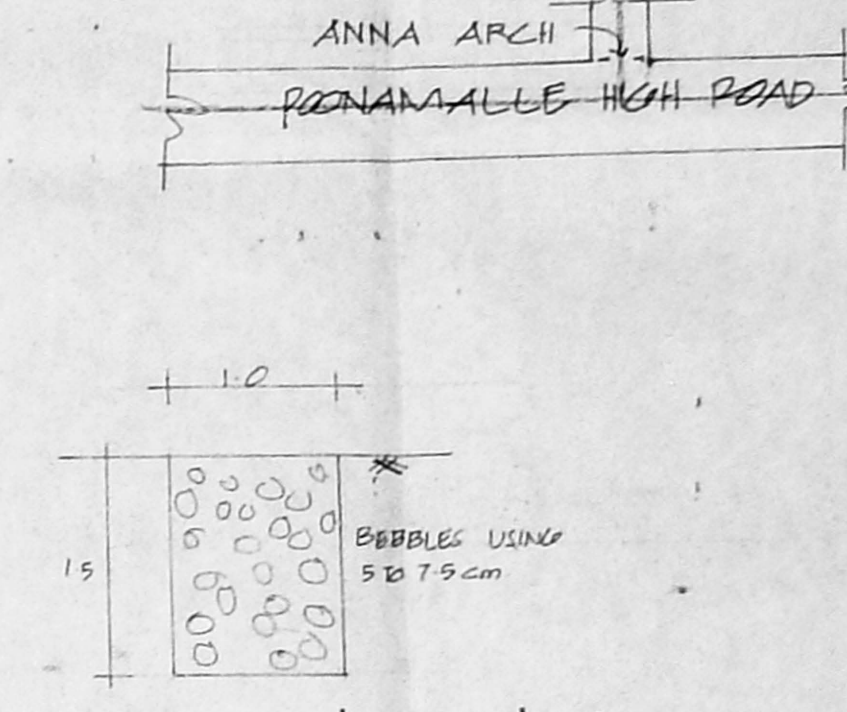 ANNA ARCH
POONAMALLE HIGH ROAD
1.0
1.5
BEBBLES USING
5 TO 7.5 cm